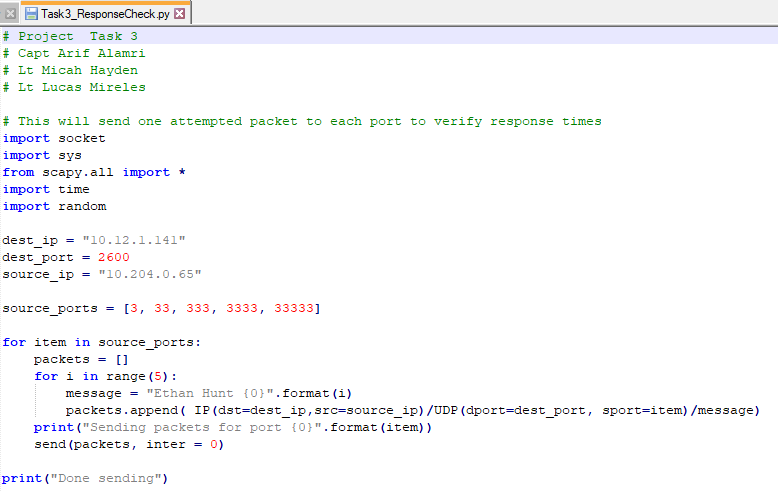 Task3_ResponseCheck.py
# Project  Task 3
# Capt Arif Alamri
# Lt Micah Hayden
# Lt Lucas Mireles

# This will send one attempted packet to each port to verify response times
import socket
import sys
from scapy.all import *
import time
import random

dest_ip = "10.12.1.141"
dest_port = 2600
source_ip = "10.204.0.65"

source_ports = [3, 33, 333, 3333, 33333]

for item in source_ports:
    packets = []
    for i in range(5):
        message = "Ethan Hunt {0}".format(i)
        packets.append( IP(dst=dest_ip,src=source_ip)/UDP(dport=dest_port, sport=item)/message)
    print("Sending packets for port {0}".format(item))
    send(packets, inter = 0)

print("Done sending")